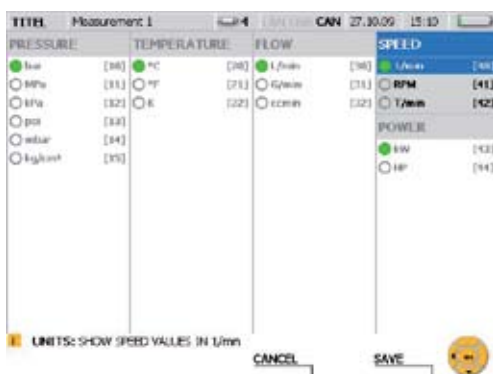 TITEL Measurement 1 4 CAN 27.10.09 15:10
PRESSURE TEMPERATURE FLOW SPEED
bar °C [20] L/min [30] 1/min [40]
MPa [11] °F [21] G/min [31] RPM [41]
kPa [12] K [22] ccmin [32] T/min [42]
psi [13] POWER
mbar [14] kW [43]
kg/cm² [15] HP [44]
UNITS: SHOW SPEED VALUES IN 1/mn
CANCEL SAVE